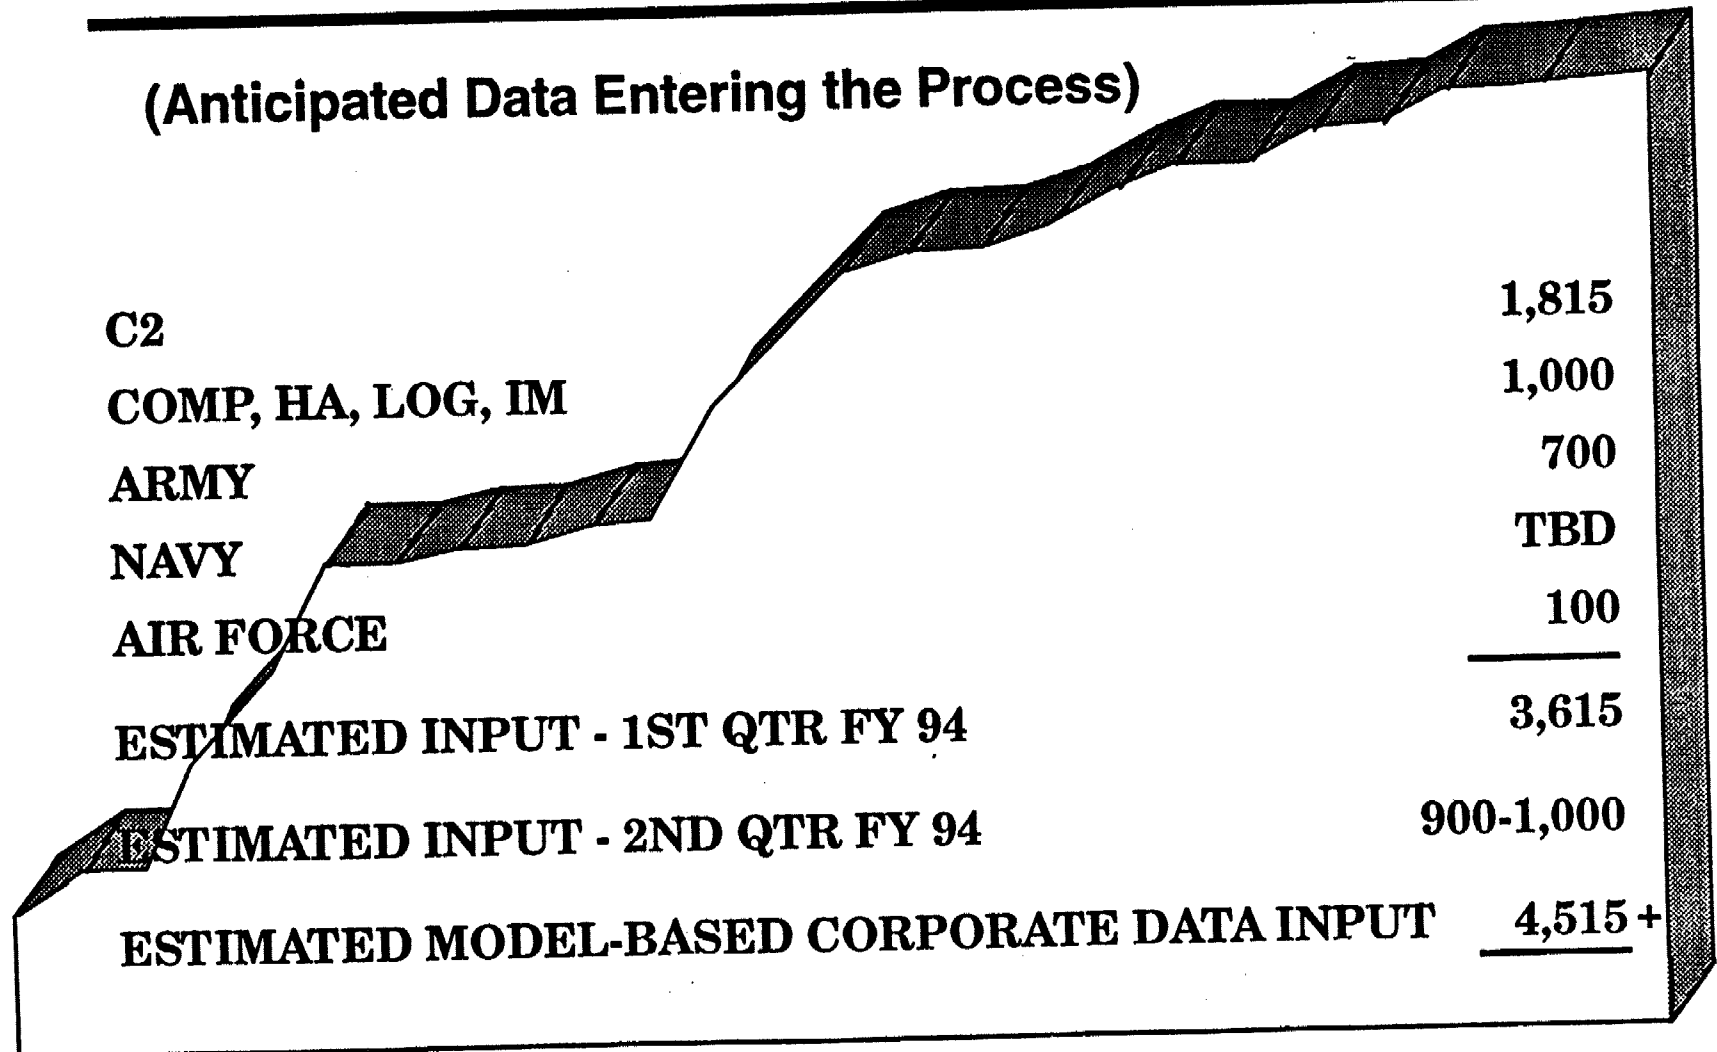 (Anticipated Data Entering the Process)
C2 1,815
COMP, HA, LOG, IM 1,000
ARMY 700
NAVY TBD
AIR FORCE 100
ESTIMATED INPUT - 1ST QTR FY 94 3,615
ESTIMATED INPUT - 2ND QTR FY 94 900-1,000
ESTIMATED MODEL-BASED CORPORATE DATA INPUT 4,515+